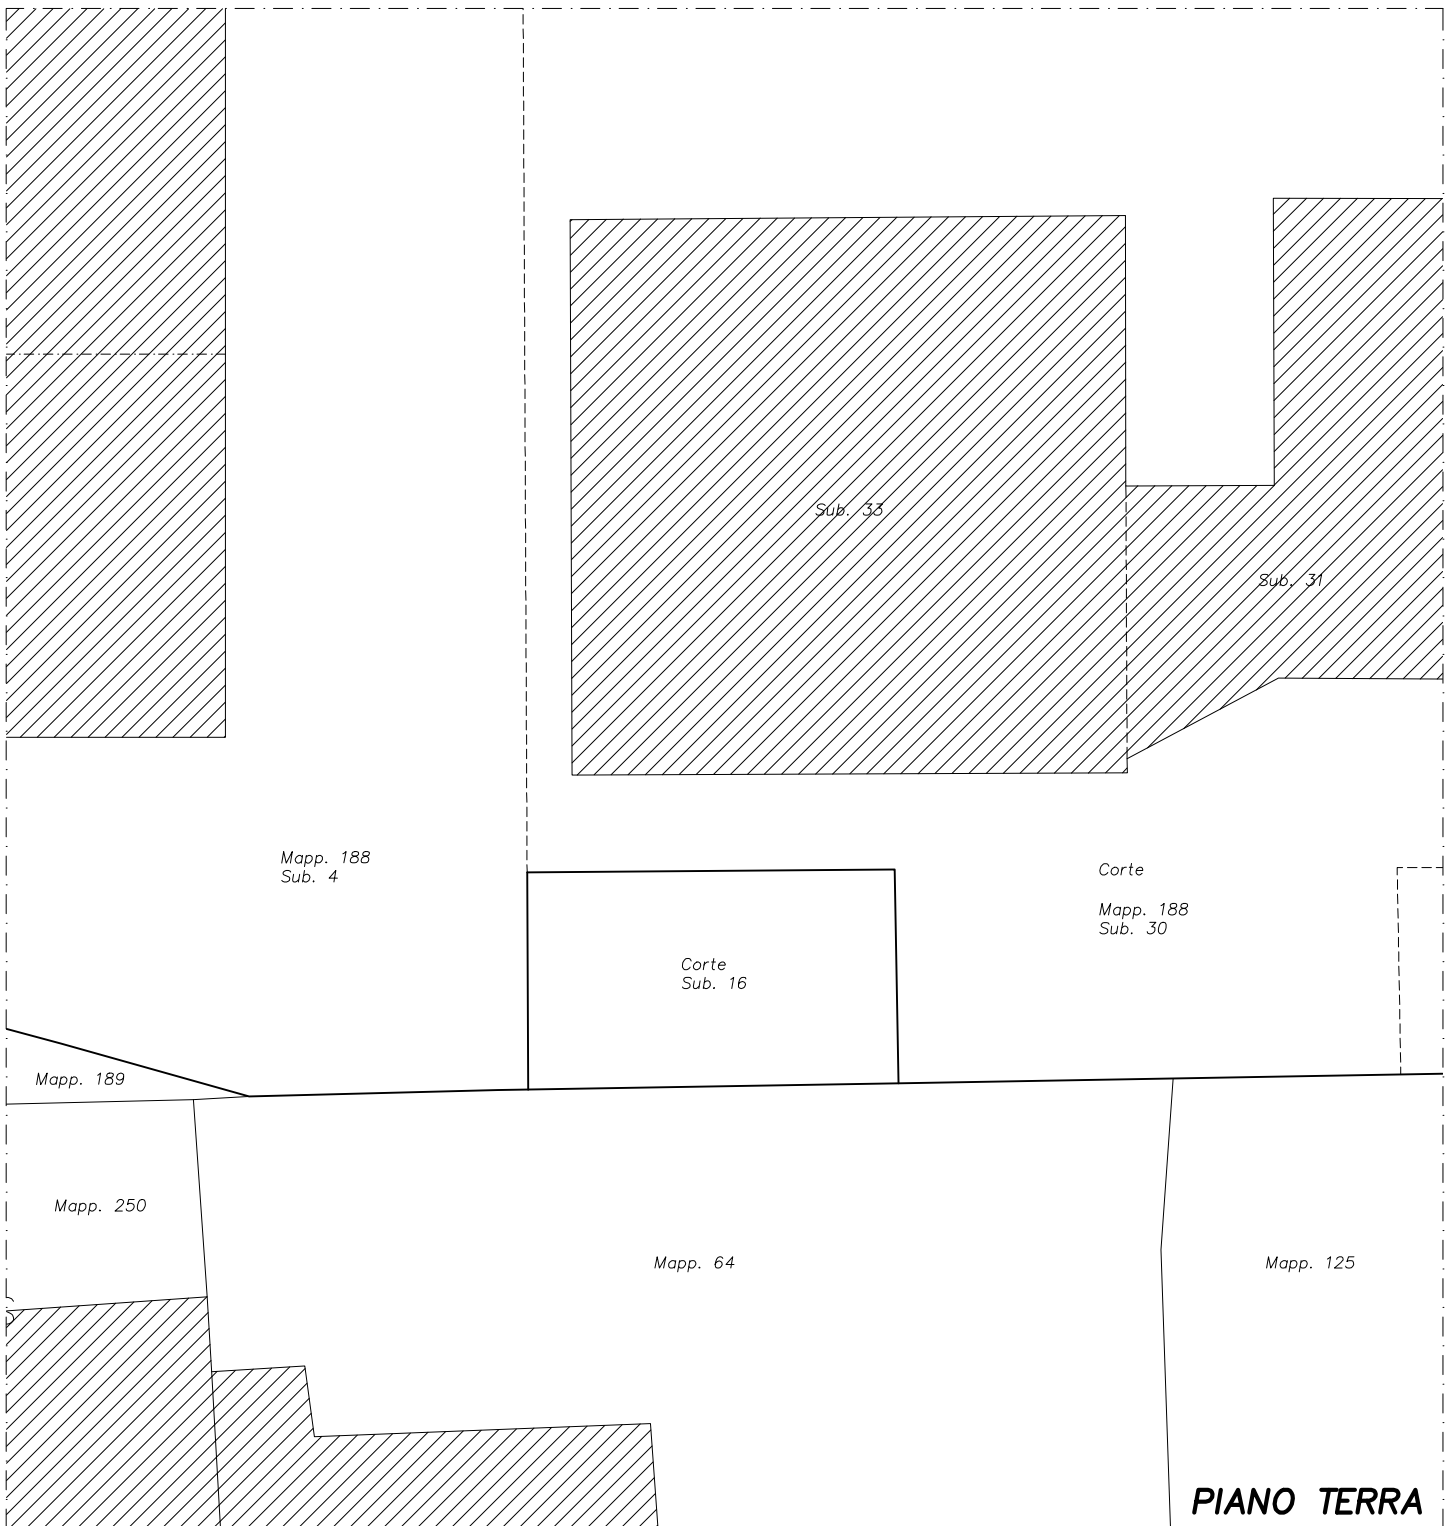 Sub. 33
Sub. 31
Mapp. 188
Sub. 4
Corte
Mapp. 188
Sub. 30
Corte
Sub. 16
Mapp. 189
Mapp. 250
Mapp. 64
Mapp. 125
PIANO TERRA